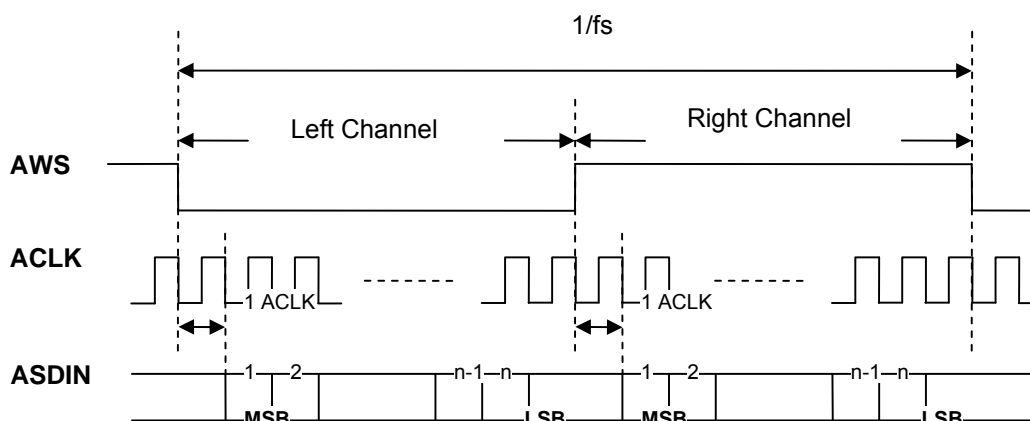 1/fs
Left Channel
Right Channel
AWS
ACLK
1 ACLK
1 ACLK
ASDIN
1 2 n-1 n 1 2 n-1 n
MSB LSB MSB LSB